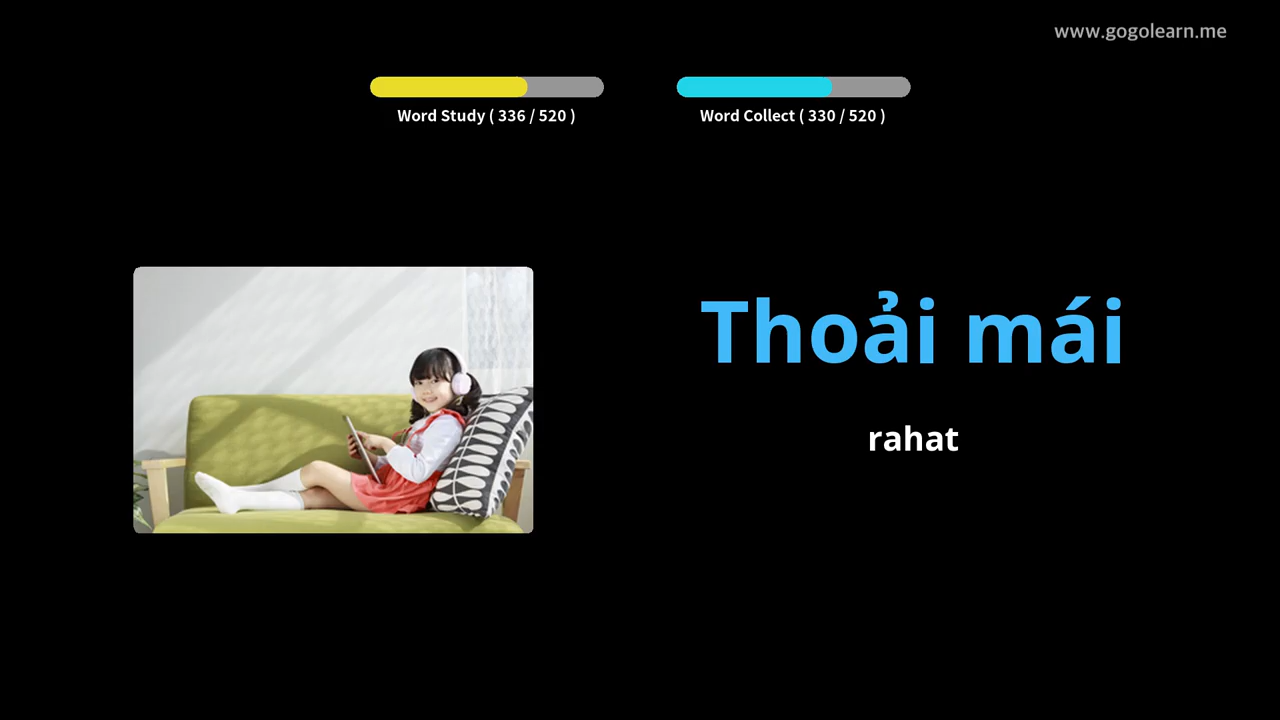 www.gogolearn.me
Word Study ( 336 / 520 )
Word Collect ( 330 / 520 )
Thoải mái
rahat